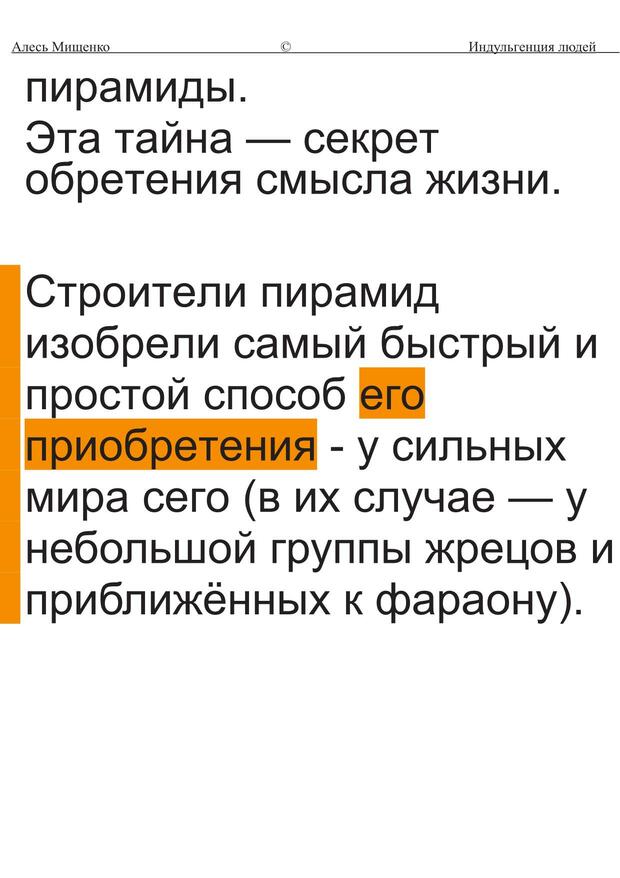 Алесь Мищенко © Индульгенция людей
пирамиды.
Эта тайна — секрет
обретения смысла жизни.
Строители пирамид
изобрели самый быстрый и
простой способ его
приобретения - у сильных
мира сего (в их случае — у
небольшой группы жрецов и
приближённых к фараону).